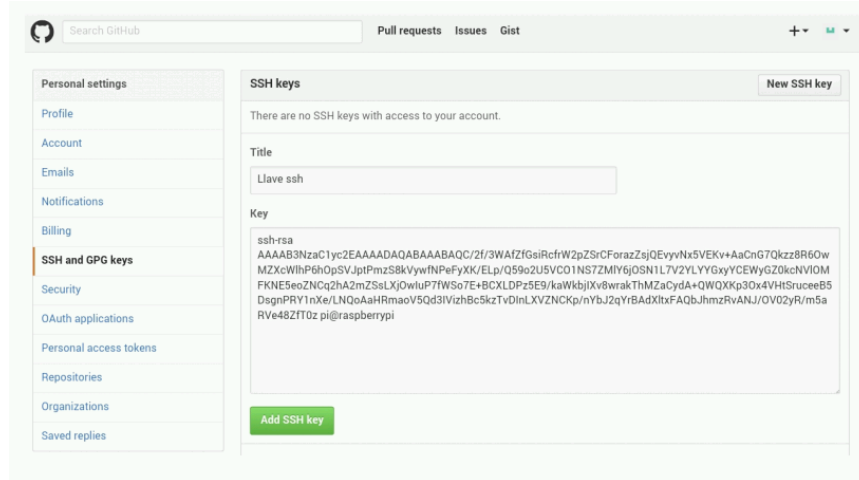 Search GitHub
Pull requests Issues Gist
Personal settings
Profile
Account
Emails
Notifications
Billing
SSH and GPG keys
Security
OAuth applications
Personal access tokens
Repositories
Organizations
Saved replies
SSH keys
New SSH key
There are no SSH keys with access to your account.
Title
Llave ssh
Key
ssh-rsa
AAAAB3NzaC1yc2EAAAADAQABAAABAQC/2f/3WAfZfGsiRcfrW2pZSrCForazZsjQEvyvNx5VEKv+AaCnG7Qkzz8R6Ow
MZXcWlhP6hOpSVJptPmzS8kVywfNPeFyXK/ELp/Q59o2U5VCO1NS7ZMlY6jOSN1L7V2YLYYGxyYCEWyGZ0kcNVIOM
FKNE5eoZNCq2hA2mZSsLXjOwIuP7fWSo7E+BCXLDPz5E9/kaWkbjIXv8wrakThMZaCydA+QWQXKp3Ox4VHtSruceeB5
DsgnPRY1nXe/LNQoAaHRmaoV5Qd3IVizhBc5kzTvDInLXVZNCKp/nYbJ2qYrBAdXltxFAQbJhmzRvANJ/OV02yR/m5a
RVe48ZfT0z pi@raspberrypi
Add SSH key